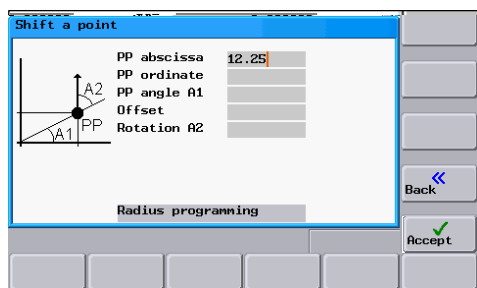 Shift a point
PP abscissa 12.25
PP ordinate
PP angle A1
Offset
Rotation A2
A2
PP
A1
Radius programming
Back
Accept